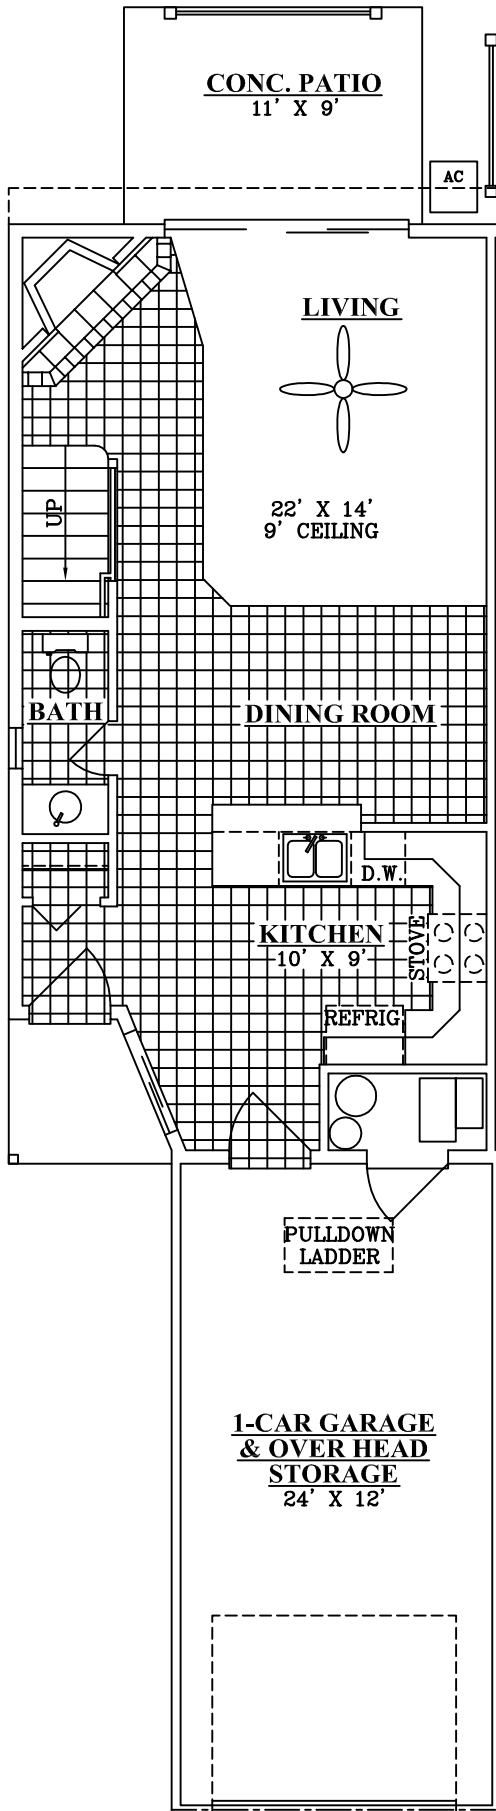 CONC. PATIO
11' X 9'
AC
LIVING
22' X 14'
9' CEILING
UP
BATH
DINING ROOM
D.W.
KITCHEN
10' X 9'
STOVE
REFRIG
PULLDOWN
LADDER
1-CAR GARAGE
& OVER HEAD
STORAGE
24' X 12'